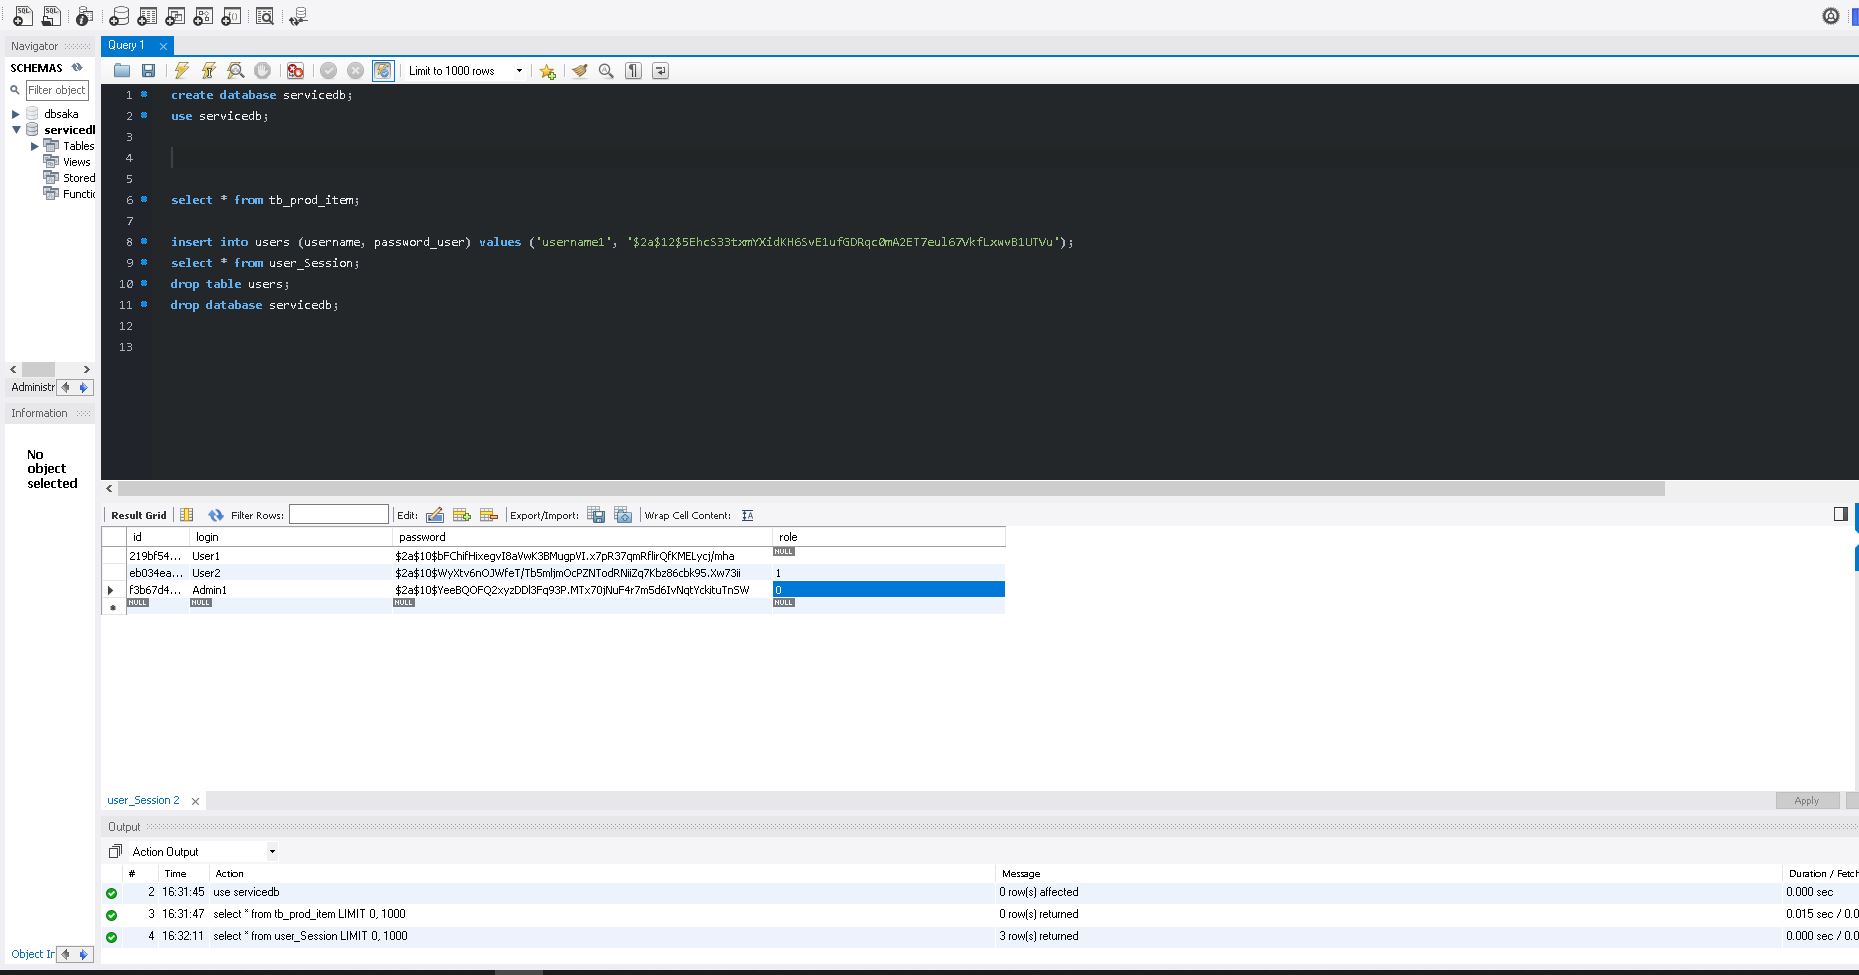 Navigator
SCHEMAS
Filter object
dbsaka
servicedb
Tables
Views
Stored
Functio
Administr
Information
No
object
selected
Object In
Query 1
Limit to 1000 rows
1 create database servicedb;
2 use servicedb;
3
4
5
6 select * from tb_prod_item;
7
8 insert into users (username, password_user) values ('username1', '$2a$12$5EhcS33txmYXidKH6SvE1ufGDRqc0mA2ET7eul67VkfLxwvB1UTVu');
9 select * from user_Session;
10 drop table users;
11 drop database servicedb;
12
13
Result Grid Filter Rows: Edit: Export/Import: Wrap Cell Content:
id login password role
219bf54... User1 $2a$10$bFChifHixegvI8aVwK3BMugpVI.x7pR37qmRflirQfKMELycj/mha NULL
eb034ea... User2 $2a$10$WyXtv6nOJWfeT/Tb5mljmOcPZNTodRNiiZq7Kbz86cbk95.Xw73ii 1
f3b67d4... Admin1 $2a$10$YeeBQOFQ2xyzDDl3Fq93P.MTx70jNuF4r7m5d6IvNqtYckituTnSW 0
NULL NULL NULL NULL
user_Session 2
Apply
Output
Action Output
# Time Action Message Duration / Fetch
2 16:31:45 use servicedb 0 row(s) affected 0.000 sec
3 16:31:47 select * from tb_prod_item LIMIT 0, 1000 0 row(s) returned 0.015 sec / 0.0
4 16:32:11 select * from user_Session LIMIT 0, 1000 3 row(s) returned 0.000 sec / 0.0